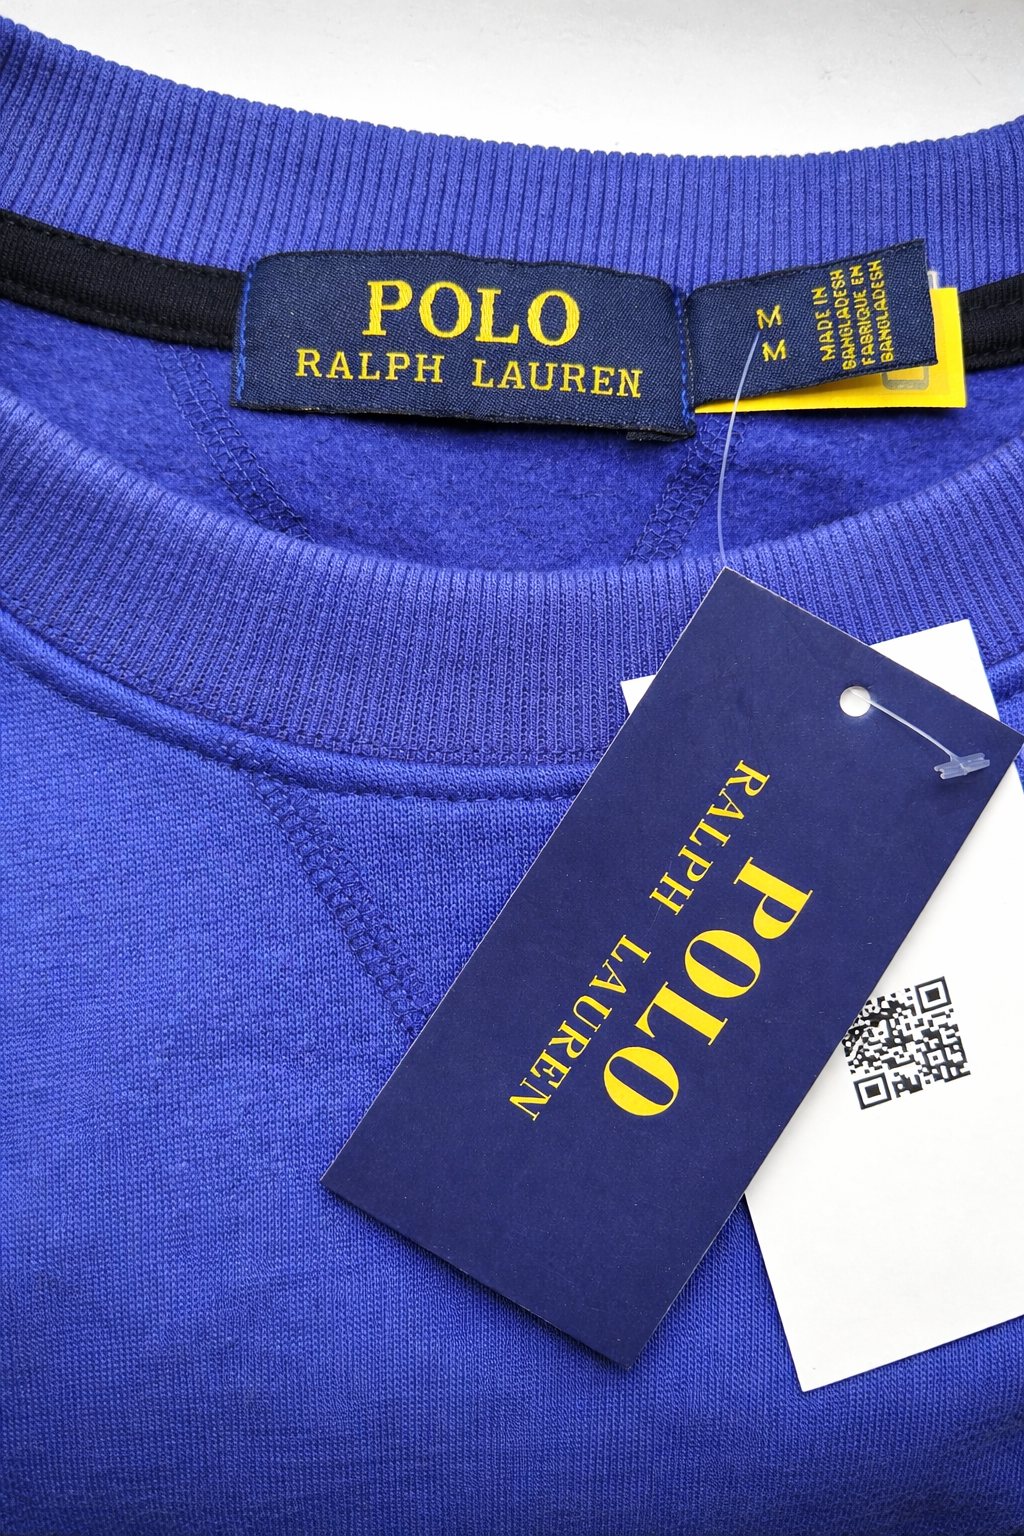 POLO
RALPH LAUREN
M
M
MADE IN
BANGLADESH
FABRIQUE EN
BANGLADESH
POLO
RALPH LAUREN